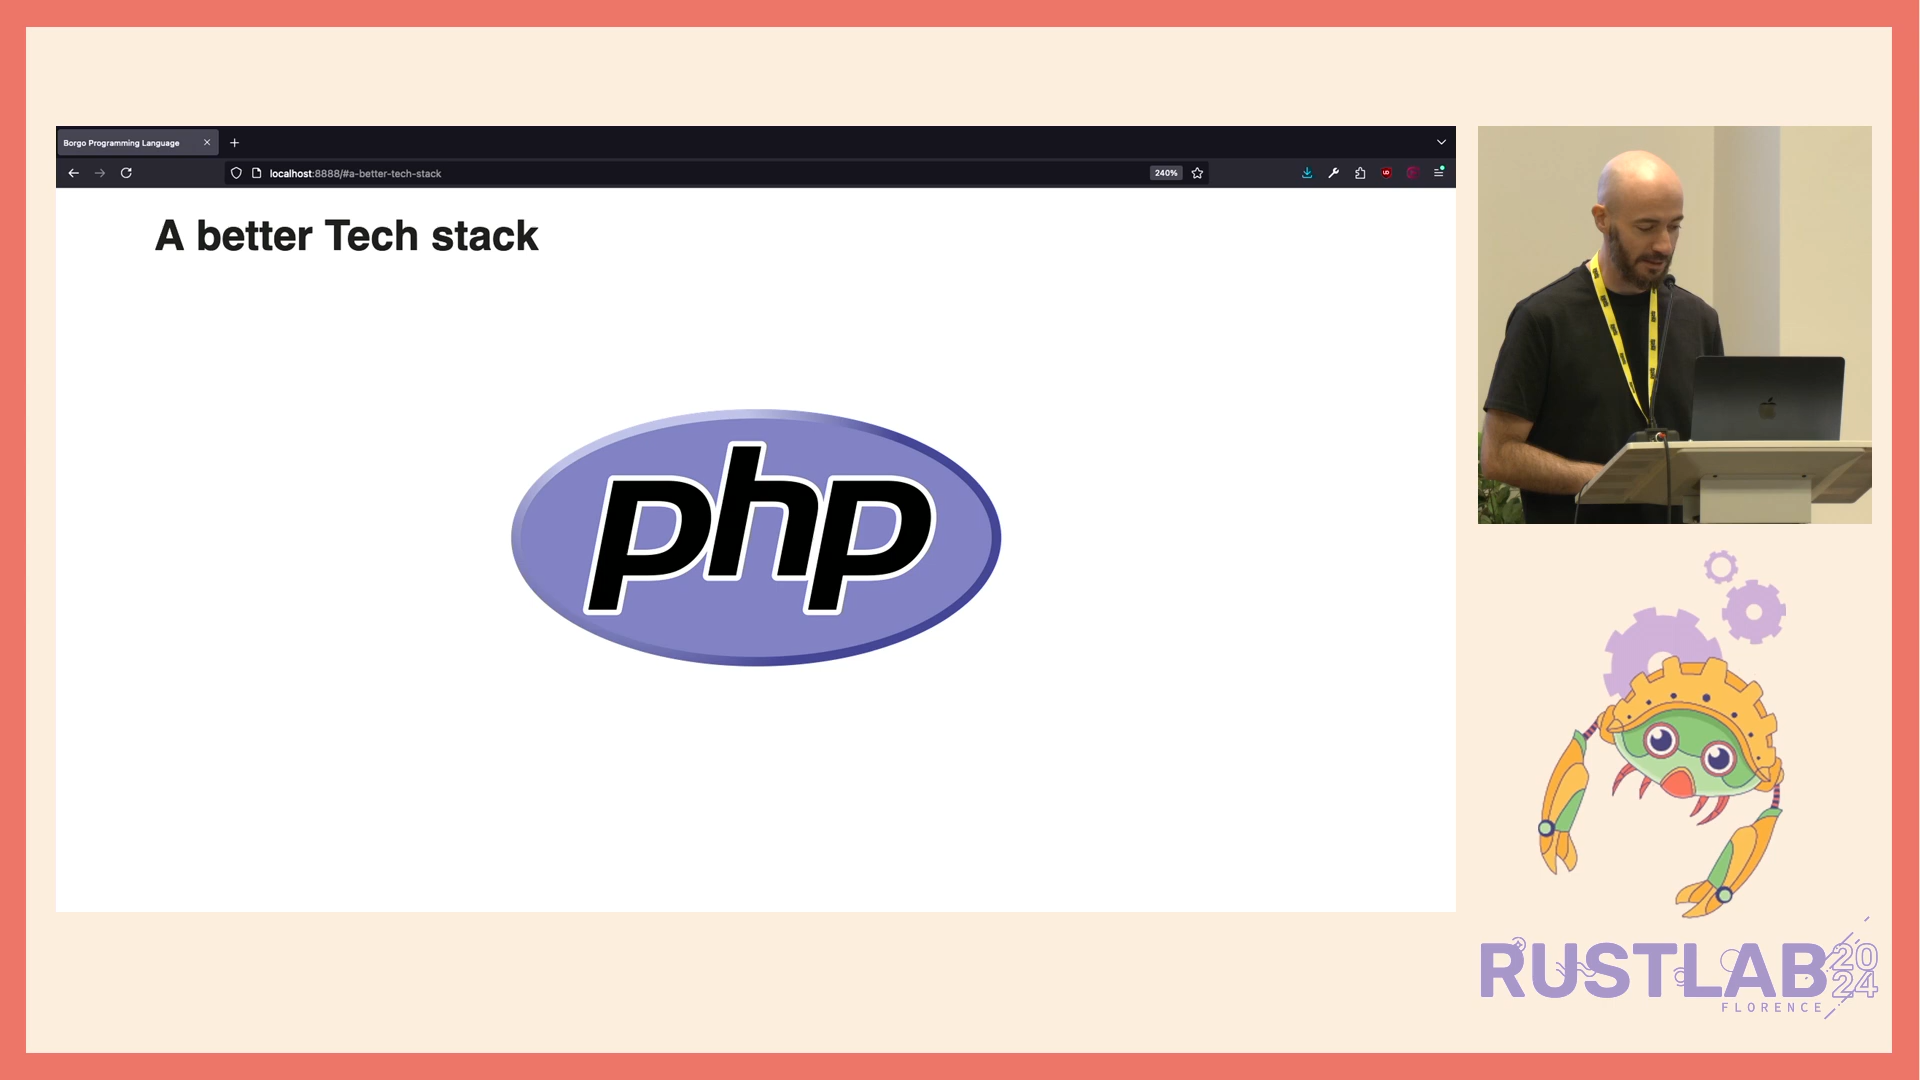 Borgo Programming Language
localhost:8888/#a-better-tech-stack
240%
A better Tech stack
php
RUSTLAB 2024
FLORENCE